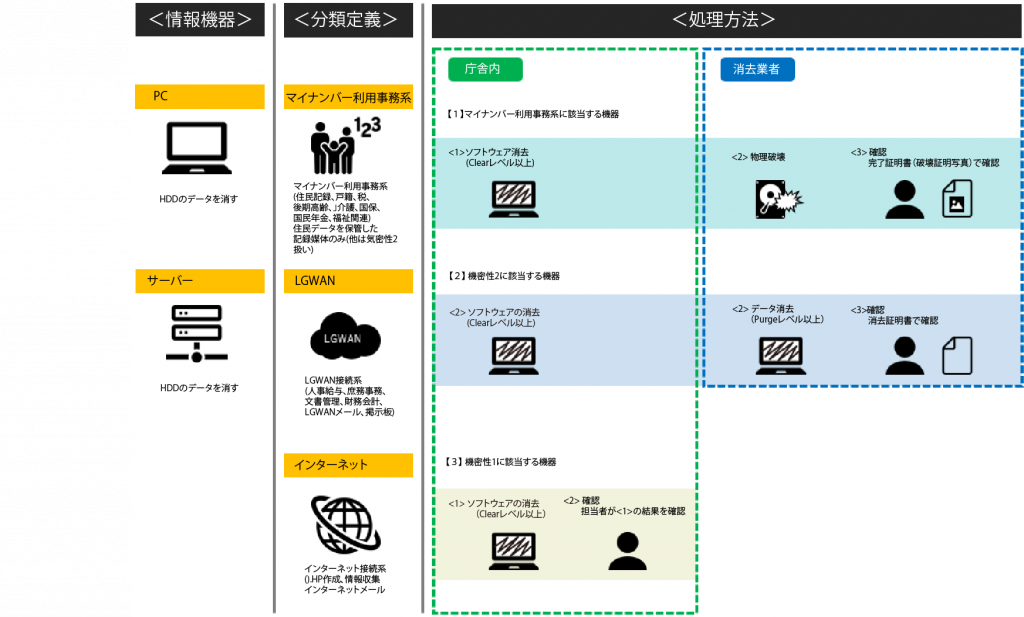 ＜情報機器＞
＜分類定義＞
＜処理方法＞
庁舎内
消去業者
PC
HDDのデータを消す
サーバー
HDDのデータを消す
マイナンバー利用事務系
123
マイナンバー利用事務系
(住民記録、戸籍、税、
後期高齢、」介護、国保、
国民年金、福祉関連)
住民データを保管した
記録媒体のみ(他は気密性2
扱い)
LGWAN
LGWAN
LGWAN接続系
(人事給与、庶務事務、
文書管理、財務会計、
LGWANメール、掲示板)
インターネット
インターネット接続系
().HP作成、情報収集
インターネットメール
【1】マイナンバー利用事務系に該当する機器
<1>ソフトウェア消去
(Clearレベル以上)
<2> 物理破壊
<3> 確認
完了証明書(破壊証明写真)で確認
【2】機密性2に該当する機器
<2> ソフトウェアの消去
(Clearレベル以上)
<2> データ消去
(Purgeレベル以上)
<3>確認
消去証明書で確認
【3】機密性1に該当する機器
<1> ソフトウェアの消去
(Clearレベル以上)
<2> 確認
担当者が<1>の結果を確認